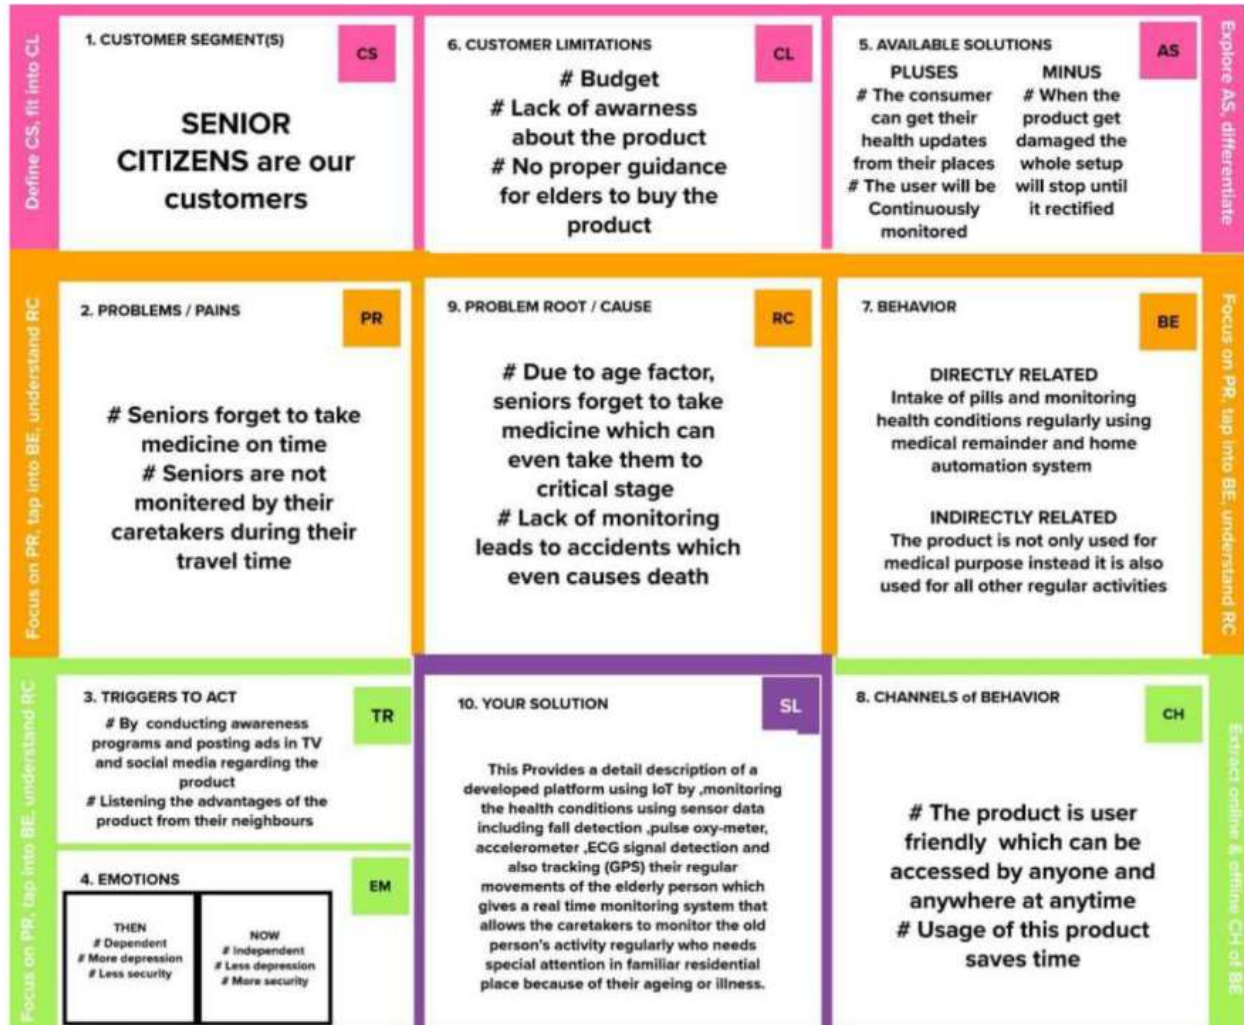 Define CS, fit into CL
1. CUSTOMER SEGMENT(S)
CS
SENIOR
CITIZENS are our
customers
6. CUSTOMER LIMITATIONS
CL
# Budget
# Lack of awarness
about the product
# No proper guidance
for elders to buy the
product
5. AVAILABLE SOLUTIONS
AS
PLUSES
# The consumer
can get their
health updates
from their places
# The user will be
Continuously
monitored
MINUS
# When the
product get
damaged the
whole setup
will stop until
it rectified
Explore AS, differentiate
Focus on PR, tap into BE, understand RC
2. PROBLEMS / PAINS
PR
# Seniors forget to take
medicine on time
# Seniors are not
monitered by their
caretakers during their
travel time
9. PROBLEM ROOT / CAUSE
RC
# Due to age factor,
seniors forget to take
medicine which can
even take them to
critical stage
# Lack of monitoring
leads to accidents which
even causes death
7. BEHAVIOR
BE
DIRECTLY RELATED
Intake of pills and monitoring
health conditions regularly using
medical remainder and home
automation system
INDIRECTLY RELATED
The product is not only used for
medical purpose instead it is also
used for all other regular activities
Focus on PR, tap into BE, understand RC
Focus on PR, tap into BE, understand RC
3. TRIGGERS TO ACT
TR
# By conducting awareness
programs and posting ads in TV
and social media regarding the
product
# Listening the advantages of the
product from their neighbours
4. EMOTIONS
EM
THEN
# Dependent
# More depression
# Less security
NOW
# Independent
# Less depression
# More security
10. YOUR SOLUTION
SL
This Provides a detail description of a
developed platform using IoT by ,monitoring
the health conditions using sensor data
including fall detection ,pulse oxy-meter,
accelerometer ,ECG signal detection and
also tracking (GPS) their regular
movements of the elderly person which
gives a real time monitoring system that
allows the caretakers to monitor the old
person's activity regularly who needs
special attention in familiar residential
place because of their ageing or illness.
8. CHANNELS of BEHAVIOR
CH
# The product is user
friendly which can be
accessed by anyone and
anywhere at anytime
# Usage of this product
saves time
Extract online & offline CH of BE